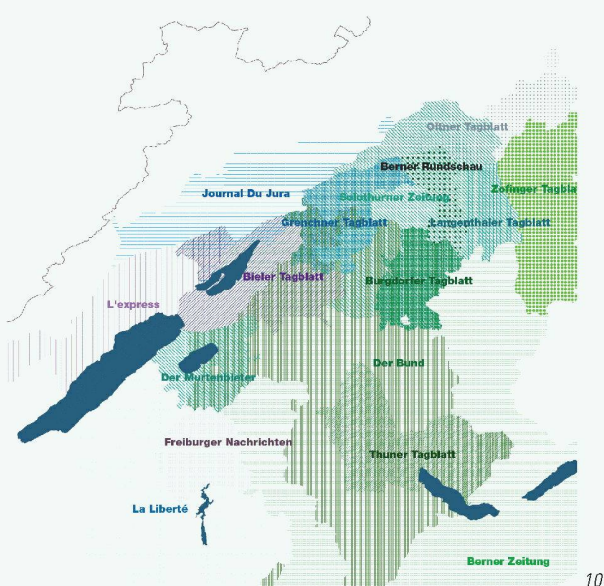 Oltner Tagblatt
Berner Rundschau
Journal Du Jura
Solothurner Zeitung
Zofinger Tagbla
Grenchner Tagblatt
Langenthaler Tagblatt
Bieler Tagblatt
Burgdorfer Tagblatt
L'express
Der Bund
Der Murtenbieter
Freiburger Nachrichten
Thuner Tagblatt
La Liberté
Berner Zeitung
10